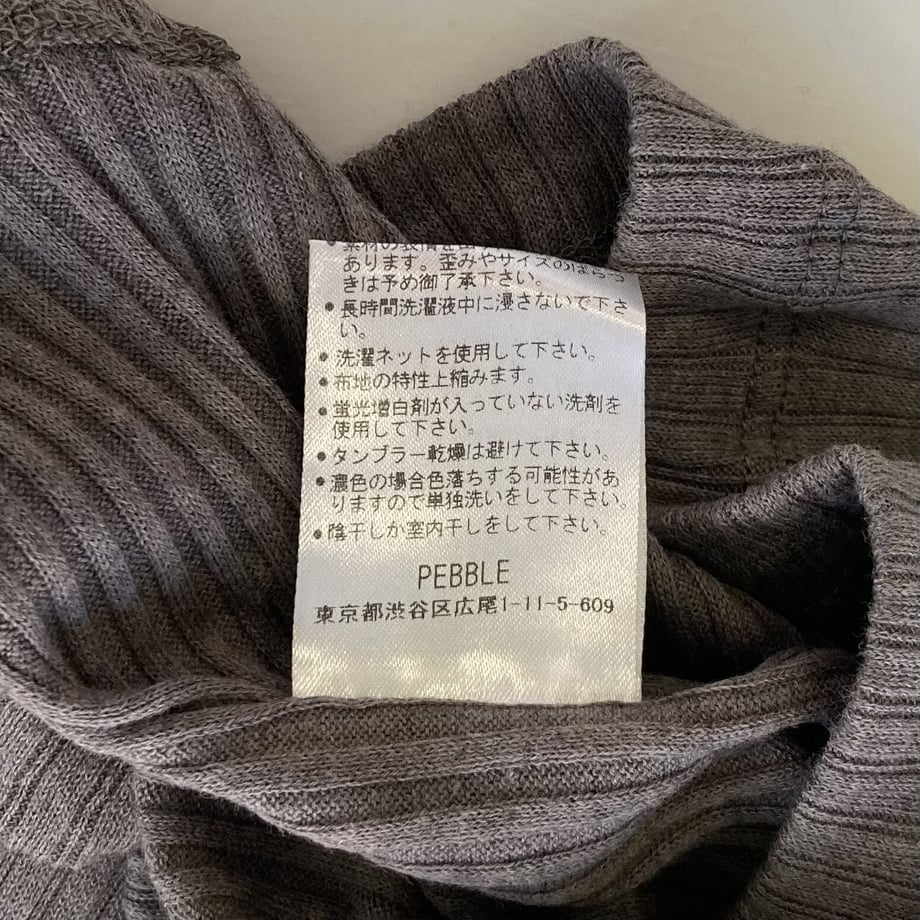 素材の表情を
あります。歪みやサイズのばらつ
きは予め御了承下さい。
●長時間洗濯液中に浸さないで下さ
い。
●洗濯ネットを使用して下さい。
●布地の特性上縮みます。
●蛍光増白剤が入っていない洗剤を
使用して下さい。
●タンブラー乾燥は避けて下さい。
●濃色の場合色落ちする可能性があ
りますので単独洗いをして下さい。
●陰干しか室内干しをして下さい。
PEBBLE
東京都渋谷区広尾1-11-5-609